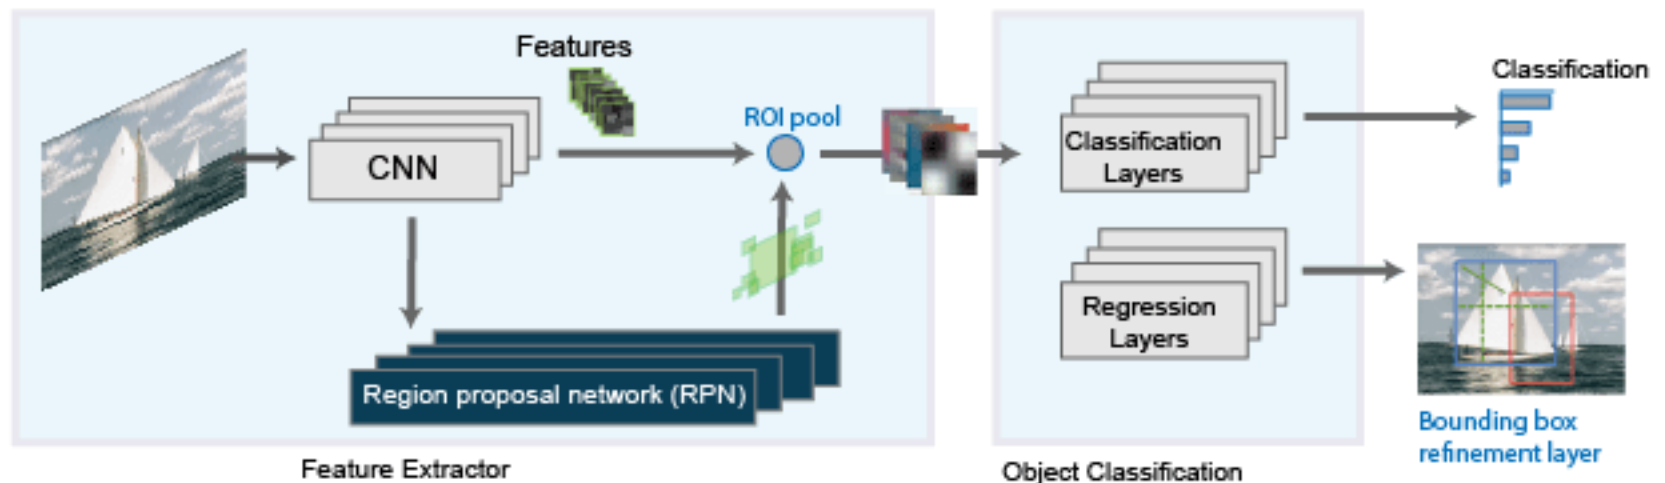 Features
ROI pool
CNN
Region proposal network (RPN)
Feature Extractor
Classification
Layers
Regression
Layers
Object Classification
Classification
Bounding box
refinement layer